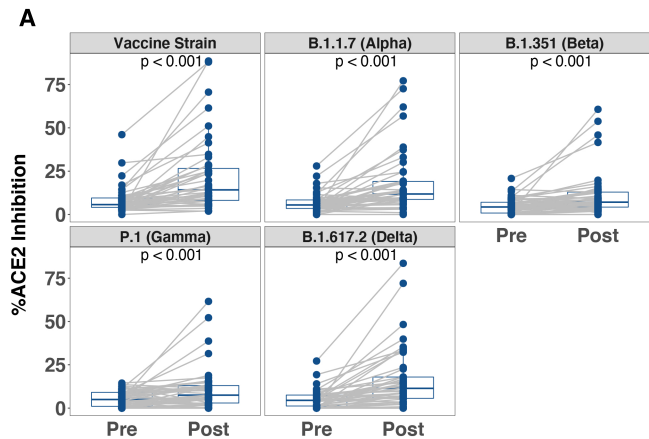 A
Vaccine Strain
B.1.1.7 (Alpha)
B.1.351 (Beta)
p < 0.001
p < 0.001
p < 0.001
75
50
25
0
Pre
Post
P.1 (Gamma)
B.1.617.2 (Delta)
p < 0.001
p < 0.001
75
50
25
0
Pre
Post
Pre
Post
%ACE2 Inhibition